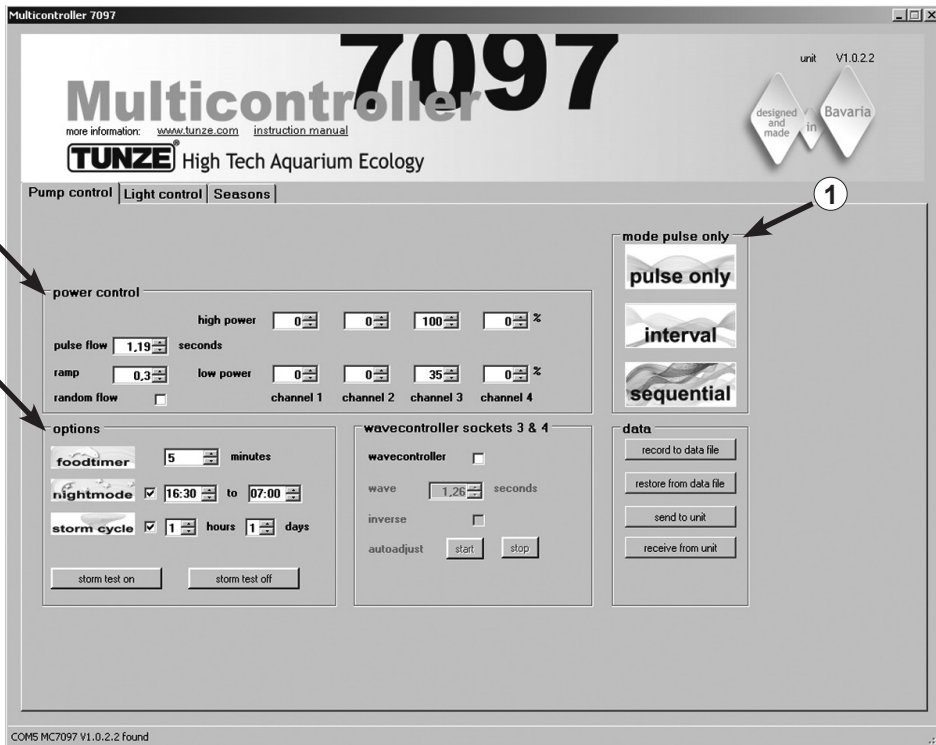 Multicontroller 7097
7097
Multicontroller
unit V1.0.2.2
more information: www.tunze.com instruction manual
TUNZE® High Tech Aquarium Ecology
designed and made in Bavaria
Pump control Light control Seasons
1
mode pulse only
pulse only
interval
sequential
power control
high power 0 0 100 0 %
pulse flow 1,19 seconds
ramp 0,3 low power 0 0 35 0 %
random flow channel 1 channel 2 channel 3 channel 4
options
foodtimer 5 minutes
nightmode 16:30 to 07:00
storm cycle 1 hours 1 days
storm test on storm test off
wavecontroller sockets 3 & 4
wavecontroller
wave 1,26 seconds
inverse
autoadjust start stop
data
record to data file
restore from data file
send to unit
receive from unit
COM5 MC7097 V1.0.2.2 found